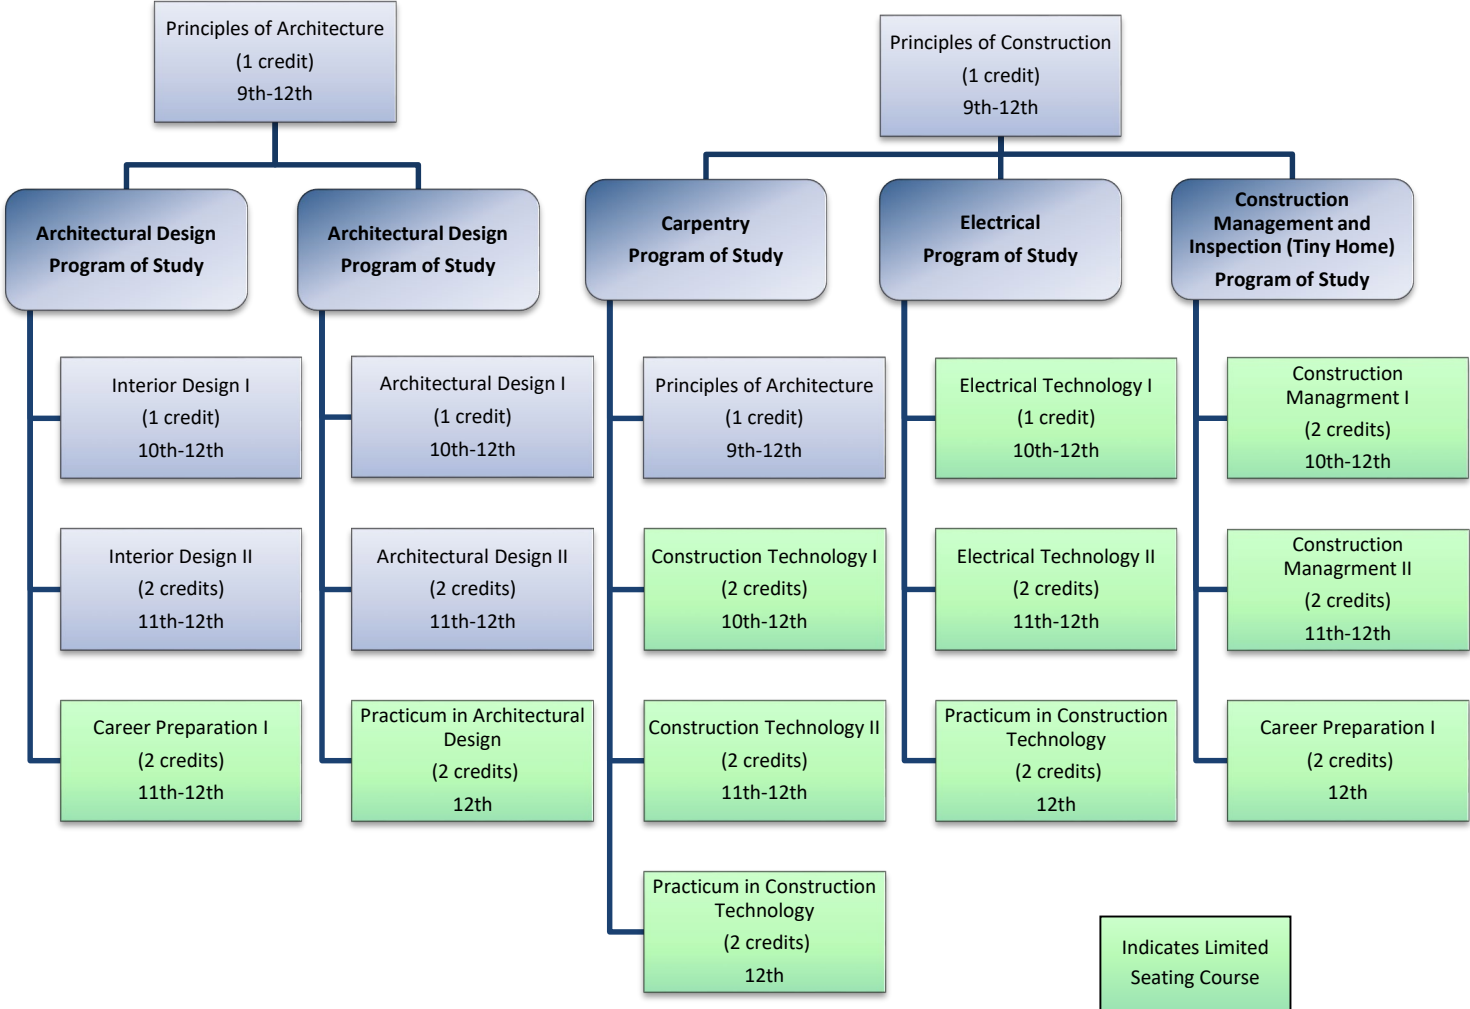 Principles of Architecture
(1 credit)
9th-12th
Principles of Construction
(1 credit)
9th-12th
Architectural Design
Program of Study
Architectural Design
Program of Study
Carpentry
Program of Study
Electrical
Program of Study
Construction
Management and
Inspection (Tiny Home)
Program of Study
Interior Design I
(1 credit)
10th-12th
Architectural Design I
(1 credit)
10th-12th
Principles of Architecture
(1 credit)
9th-12th
Electrical Technology I
(1 credit)
10th-12th
Construction
Managrment I
(2 credits)
10th-12th
Interior Design II
(2 credits)
11th-12th
Architectural Design II
(2 credits)
11th-12th
Construction Technology I
(2 credits)
10th-12th
Electrical Technology II
(2 credits)
11th-12th
Construction
Managrment II
(2 credits)
11th-12th
Career Preparation I
(2 credits)
11th-12th
Practicum in Architectural
Design
(2 credits)
12th
Construction Technology II
(2 credits)
11th-12th
Practicum in Construction
Technology
(2 credits)
12th
Career Preparation I
(2 credits)
12th
Practicum in Construction
Technology
(2 credits)
12th
Indicates Limited
Seating Course